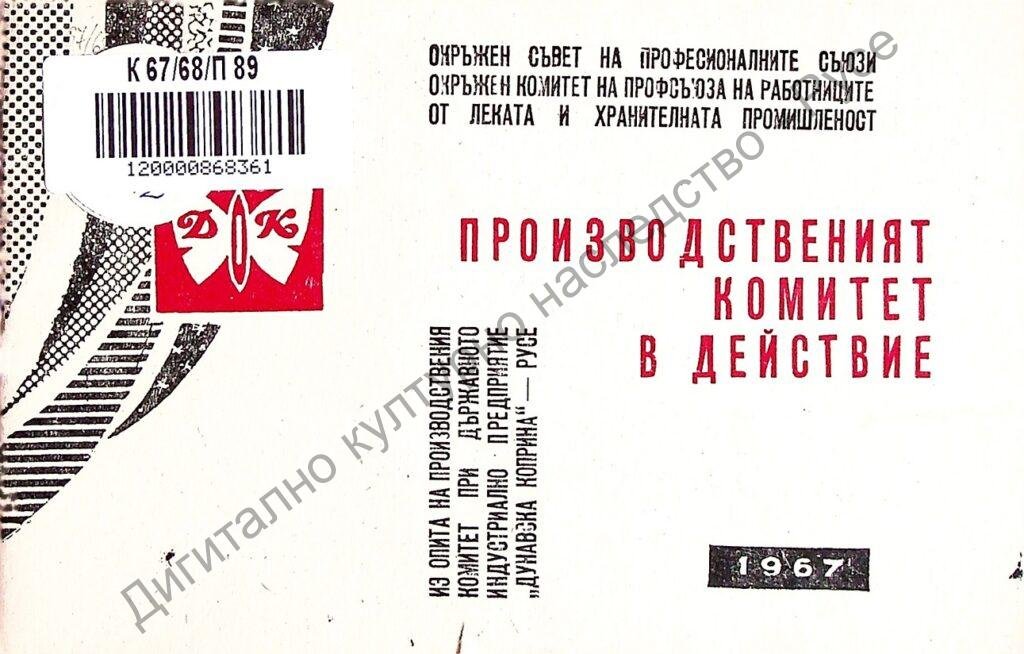 К 67/68/П 89
120000868361
ДК
ОКРЪЖЕН СЪВЕТ НА ПРОФЕСИОНАЛНИТЕ СЪЮЗИ
ОКРЪЖЕН КОМИТЕТ НА ПРОФСЪЮЗА НА РАБОТНИЦИТЕ
ОТ ЛЕКАТА И ХРАНИТЕЛНАТА ПРОМИШЛЕНОСТ
ПРОИЗВОДСТВЕНИЯТ
КОМИТЕТ
В ДЕЙСТВИЕ
ИЗ ОПИТА НА ПРОИЗВОДСТВЕНИЯ
КОМИТЕТ ПРИ ДЪРЖАВНОТО
ИНДУСТРИАЛНО ПРЕДПРИЯТИЕ
„ДУНАВСКА КОПРИНА“ — РУСЕ
1967
Дигитално културно наследство Русе